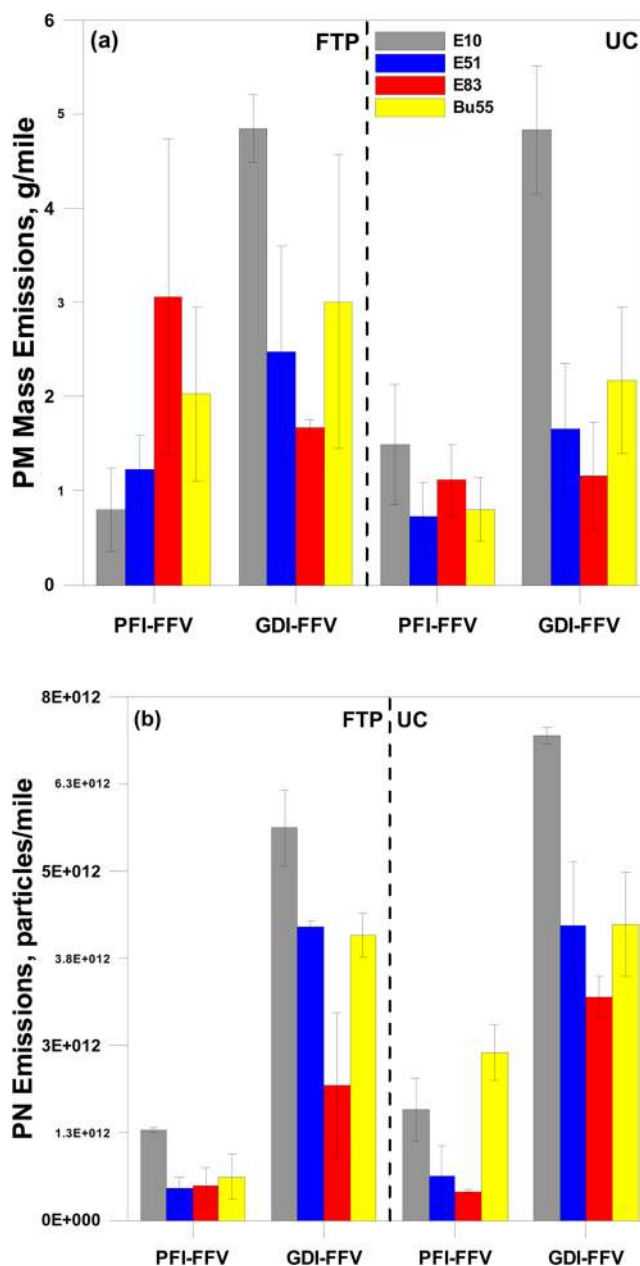 (a) FTP UC
E10
E51
E83
Bu55
PM Mass Emissions, g/mile
6
5
4
3
2
1
0
PFI-FFV GDI-FFV PFI-FFV GDI-FFV
(b) FTP UC
PN Emissions, particles/mile
8E+012
6.3E+012
5E+012
3.8E+012
3E+012
1.3E+012
0E+000
PFI-FFV GDI-FFV PFI-FFV GDI-FFV